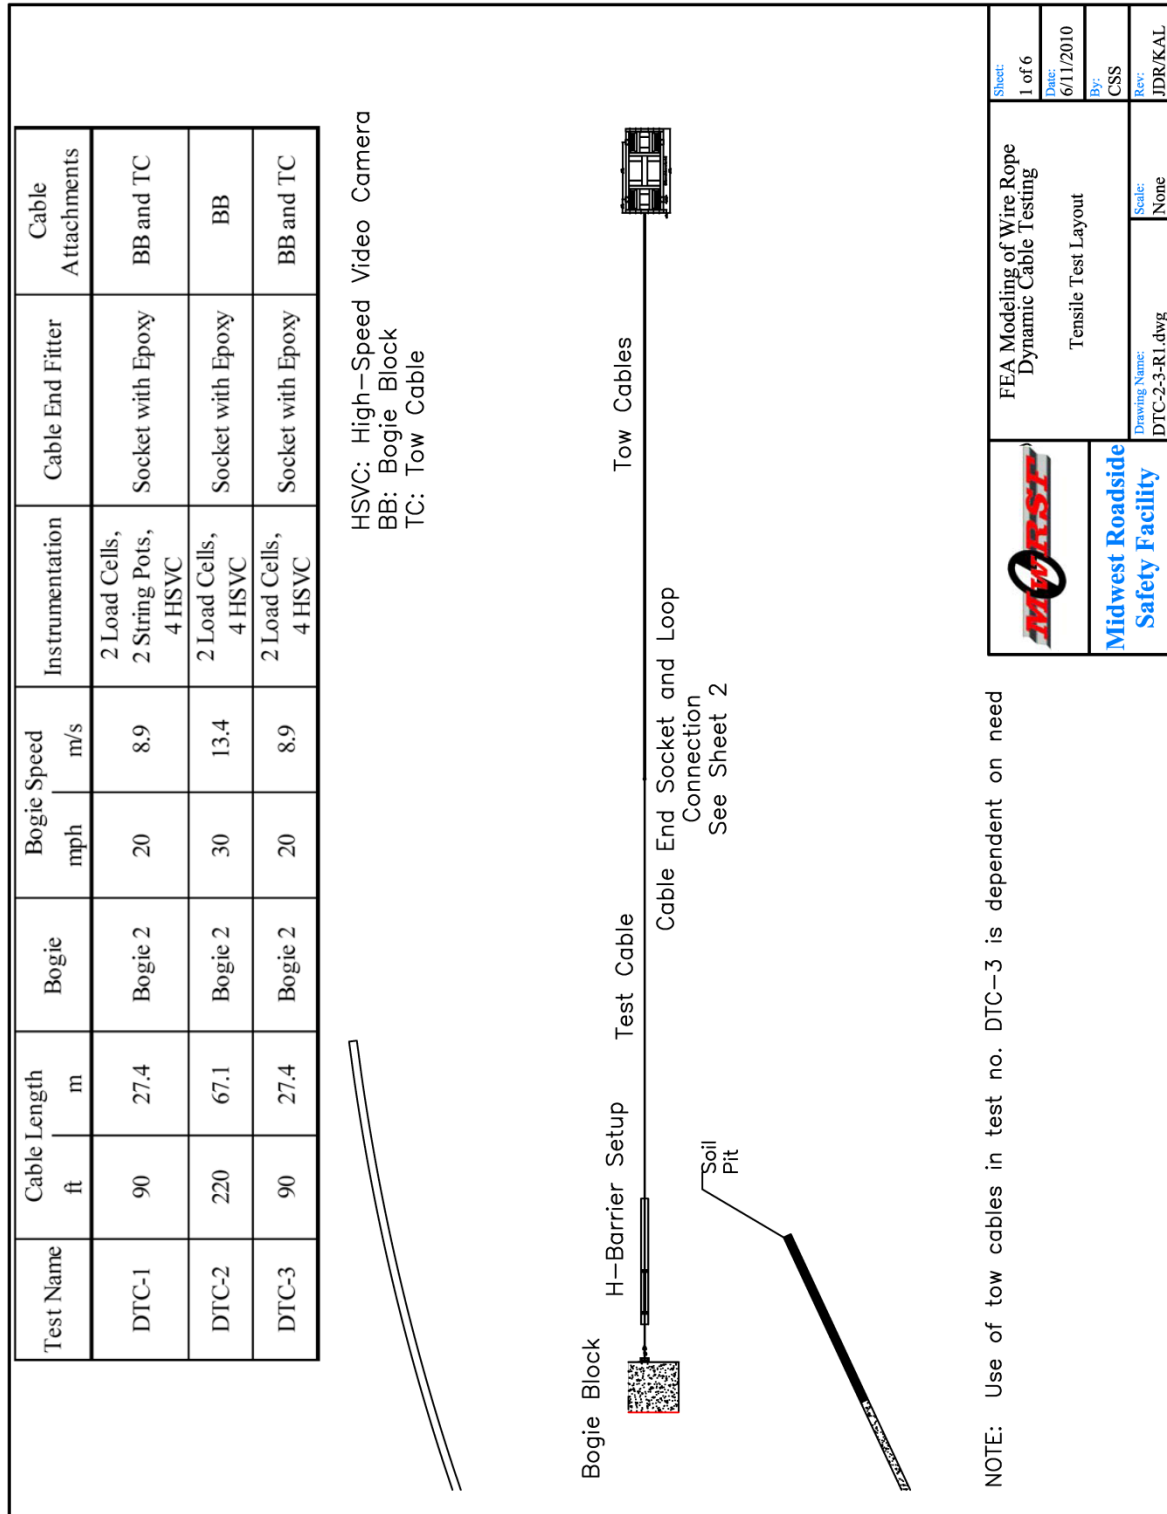 Test Name Cable Length Bogie Bogie Speed Instrumentation Cable End Fitter Cable Attachments
ft m mph m/s
DTC-1 90 27.4 Bogie 2 20 8.9 2 Load Cells, 2 String Pots, 4 HSVC Socket with Epoxy BB and TC
DTC-2 220 67.1 Bogie 2 30 13.4 2 Load Cells, 4 HSVC Socket with Epoxy BB
DTC-3 90 27.4 Bogie 2 20 8.9 2 Load Cells, 4 HSVC Socket with Epoxy BB and TC
HSVC: High-Speed Video Camera
BB: Bogie Block
TC: Tow Cable
Bogie Block
H-Barrier Setup
Test Cable
Tow Cables
Cable End Socket and Loop
Connection
See Sheet 2
Soil
Pit
NOTE: Use of tow cables in test no. DTC-3 is dependent on need
MWRSF
Midwest Roadside
Safety Facility
FEA Modeling of Wire Rope
Dynamic Cable Testing
Tensile Test Layout
Drawing Name:
DTC-2-3-R1.dwg
Scale:
None
Sheet:
1 of 6
Date:
6/11/2010
By:
CSS
Rev:
JDR/KAL